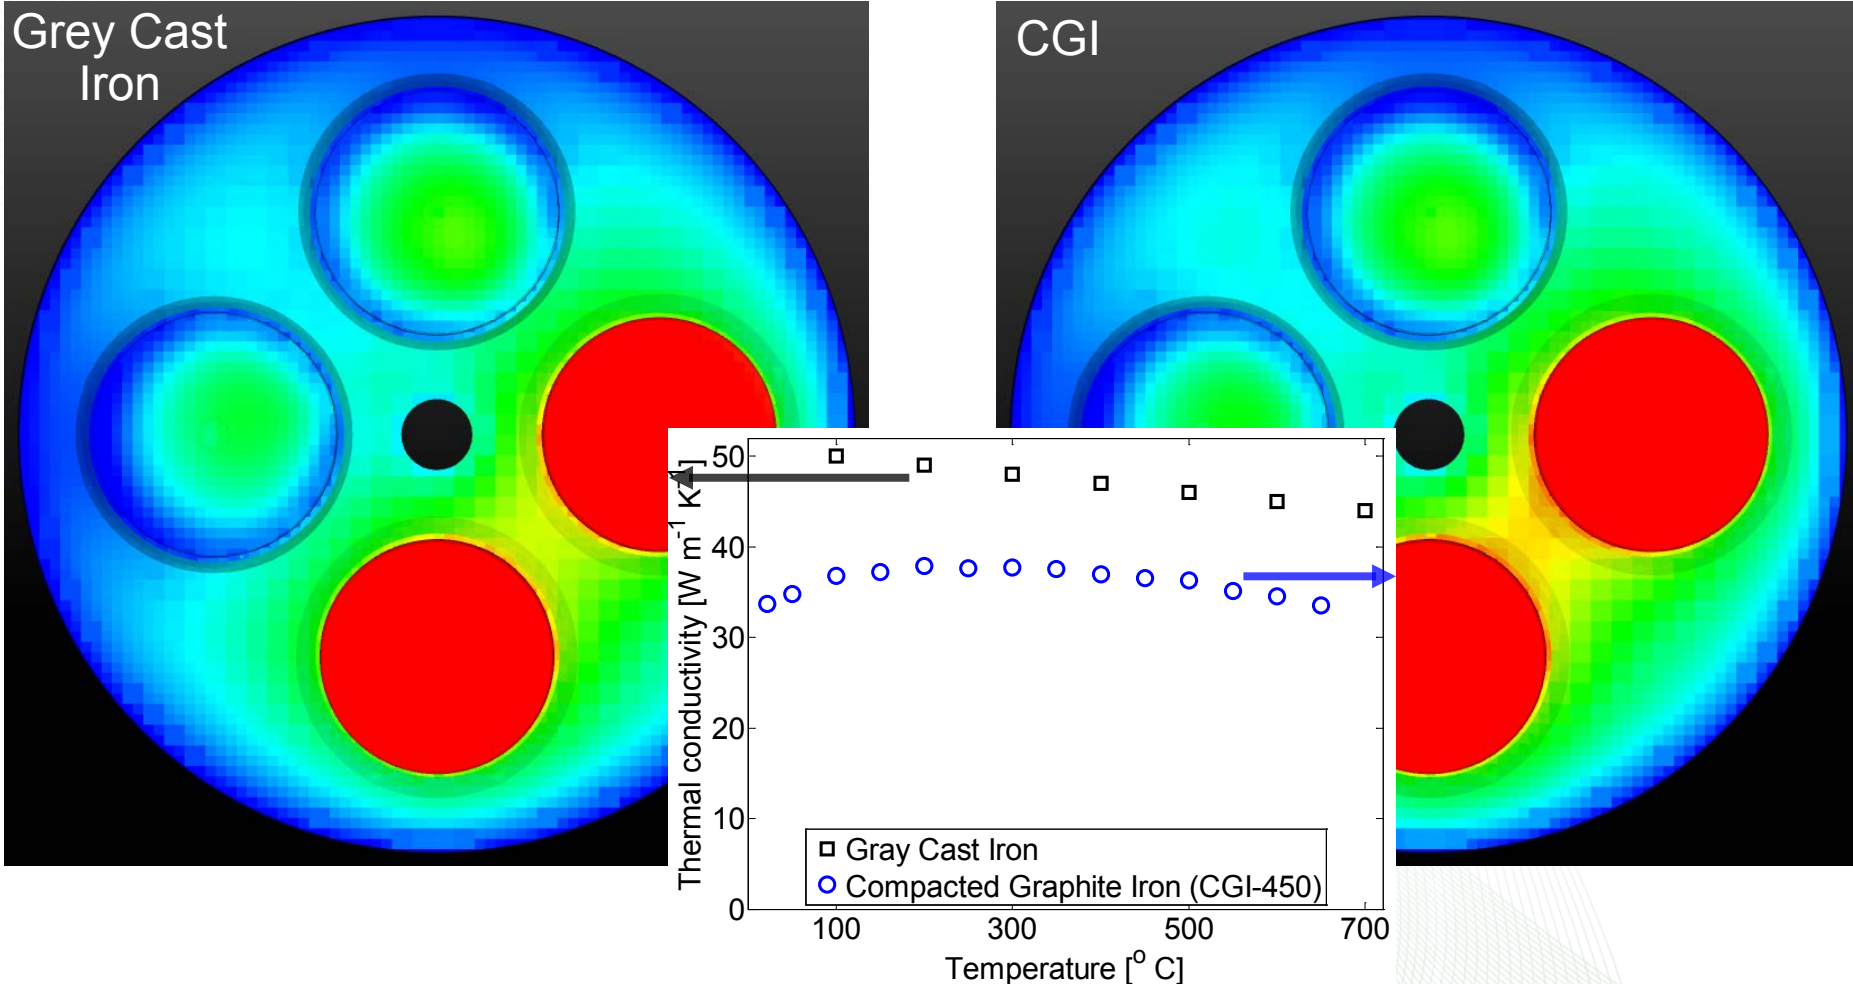 Grey Cast
Iron
CGI
Thermal conductivity [W m-1 K-1]
50
40
30
20
10
0
□ Gray Cast Iron
○ Compacted Graphite Iron (CGI-450)
100 300 500 700
Temperature [o C]